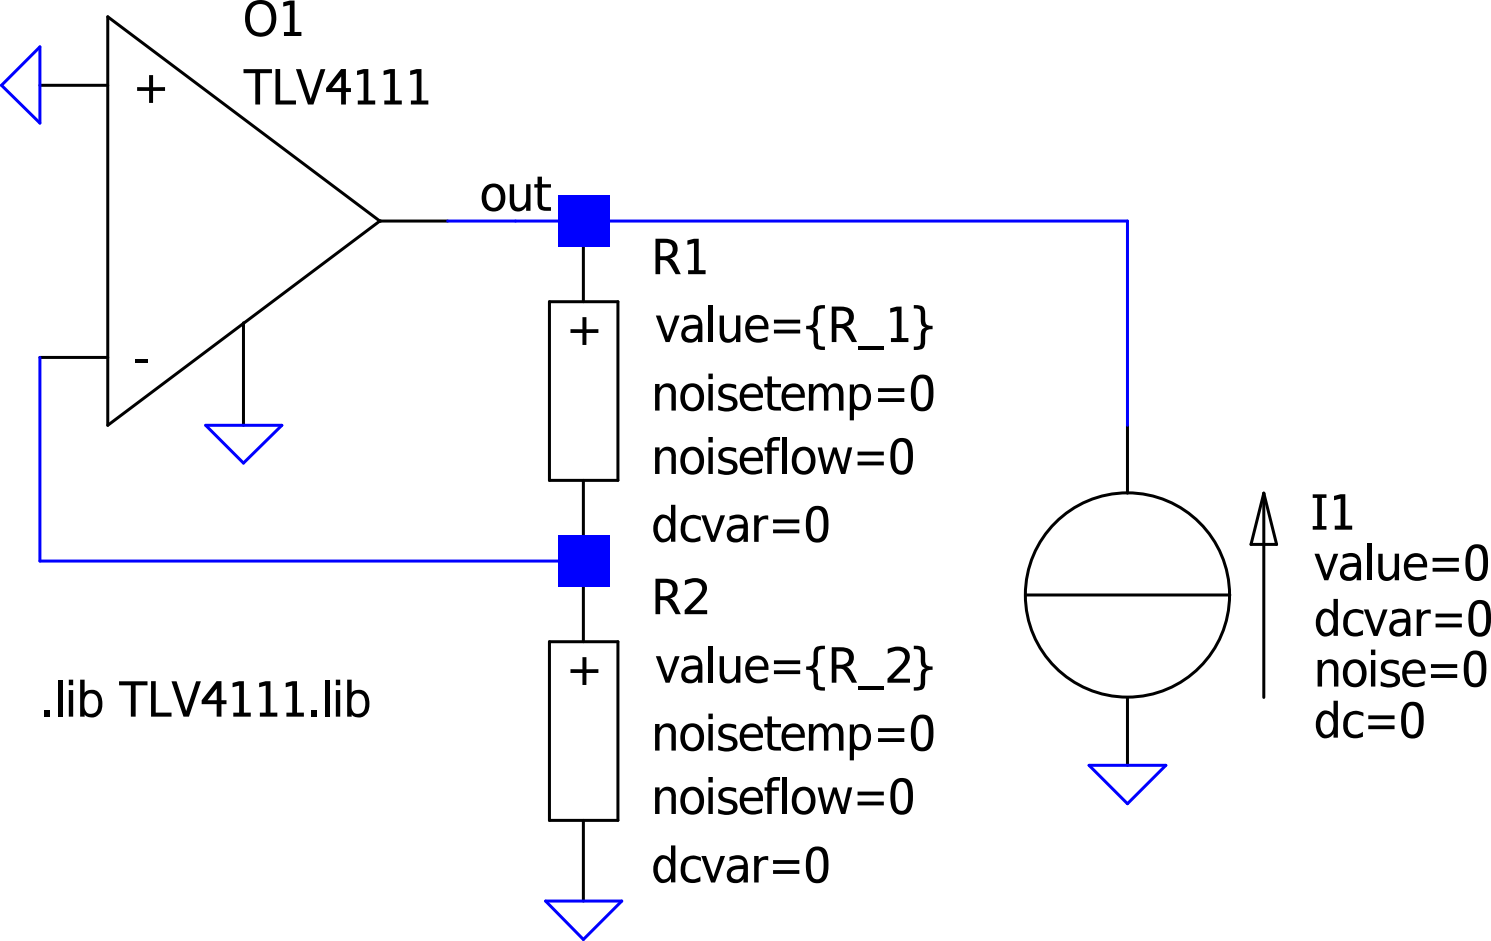 O1
TLV4111
+
-
out
R1
value={R_1}
noisetemp=0
noiseflow=0
dcvar=0
+
R2
value={R_2}
noisetemp=0
noiseflow=0
dcvar=0
+
I1
value=0
dcvar=0
noise=0
dc=0
.lib TLV4111.lib